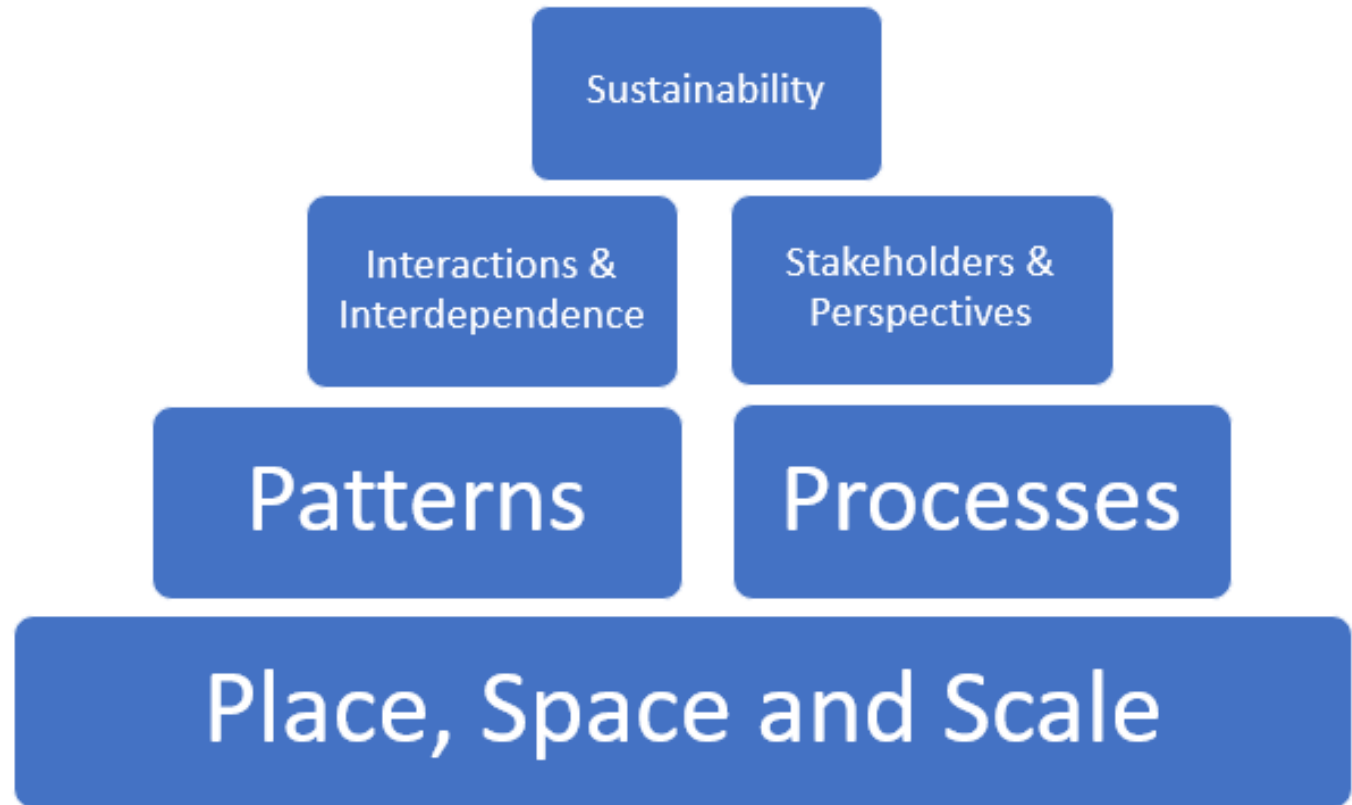 Sustainability
Interactions &
Interdependence
Stakeholders &
Perspectives
Patterns
Processes
Place, Space and Scale